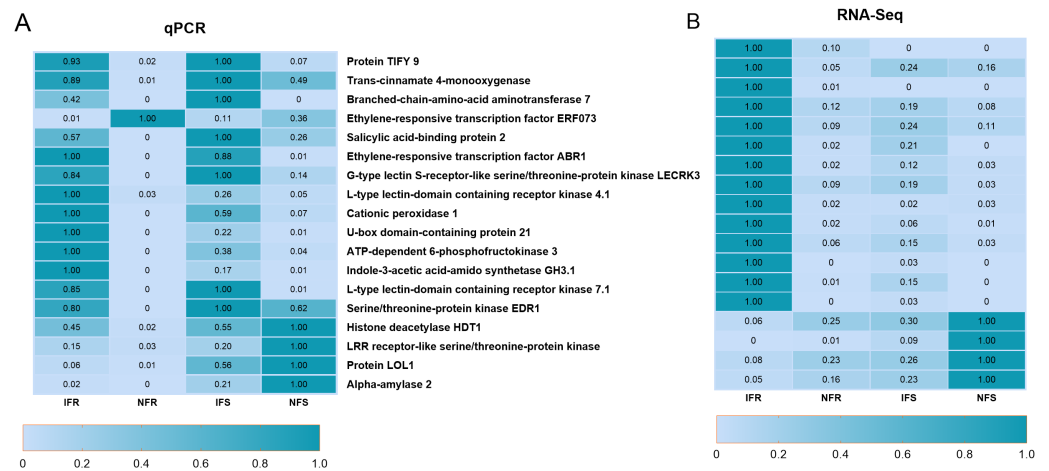 A
qPCR
0.93 0.02 1.00 0.07 Protein TIFY 9
0.89 0.01 1.00 0.49 Trans-cinnamate 4-monooxygenase
0.42 0 1.00 0 Branched-chain-amino-acid aminotransferase 7
0.01 1.00 0.11 0.36 Ethylene-responsive transcription factor ERF073
0.57 0 1.00 0.26 Salicylic acid-binding protein 2
1.00 0 0.88 0.01 Ethylene-responsive transcription factor ABR1
0.84 0 1.00 0.14 G-type lectin S-receptor-like serine/threonine-protein kinase LECRK3
1.00 0.03 0.26 0.05 L-type lectin-domain containing receptor kinase 4.1
1.00 0 0.59 0.07 Cationic peroxidase 1
1.00 0 0.22 0.01 U-box domain-containing protein 21
1.00 0 0.38 0.04 ATP-dependent 6-phosphofructokinase 3
1.00 0 0.17 0.01 Indole-3-acetic acid-amido synthetase GH3.1
0.85 0 1.00 0.01 L-type lectin-domain containing receptor kinase 7.1
0.80 0 1.00 0.62 Serine/threonine-protein kinase EDR1
0.45 0.02 0.55 1.00 Histone deacetylase HDT1
0.15 0.03 0.20 1.00 LRR receptor-like serine/threonine-protein kinase
0.06 0.01 0.56 1.00 Protein LOL1
0.02 0 0.21 1.00 Alpha-amylase 2
IFR NFR IFS NFS
0 0.2 0.4 0.6 0.8 1.0
B
RNA-Seq
1.00 0.10 0 0
1.00 0.05 0.24 0.16
1.00 0.01 0 0
1.00 0.12 0.19 0.08
1.00 0.09 0.24 0.11
1.00 0.02 0.21 0
1.00 0.02 0.12 0.03
1.00 0.09 0.19 0.03
1.00 0.02 0.02 0.03
1.00 0.02 0.06 0.01
1.00 0.06 0.15 0.03
1.00 0 0.03 0
1.00 0.01 0.15 0
1.00 0 0.03 0
0.06 0.25 0.30 1.00
0 0.01 0.09 1.00
0.08 0.23 0.26 1.00
0.05 0.16 0.23 1.00
IFR NFR IFS NFS
0 0.2 0.4 0.6 0.8 1.0